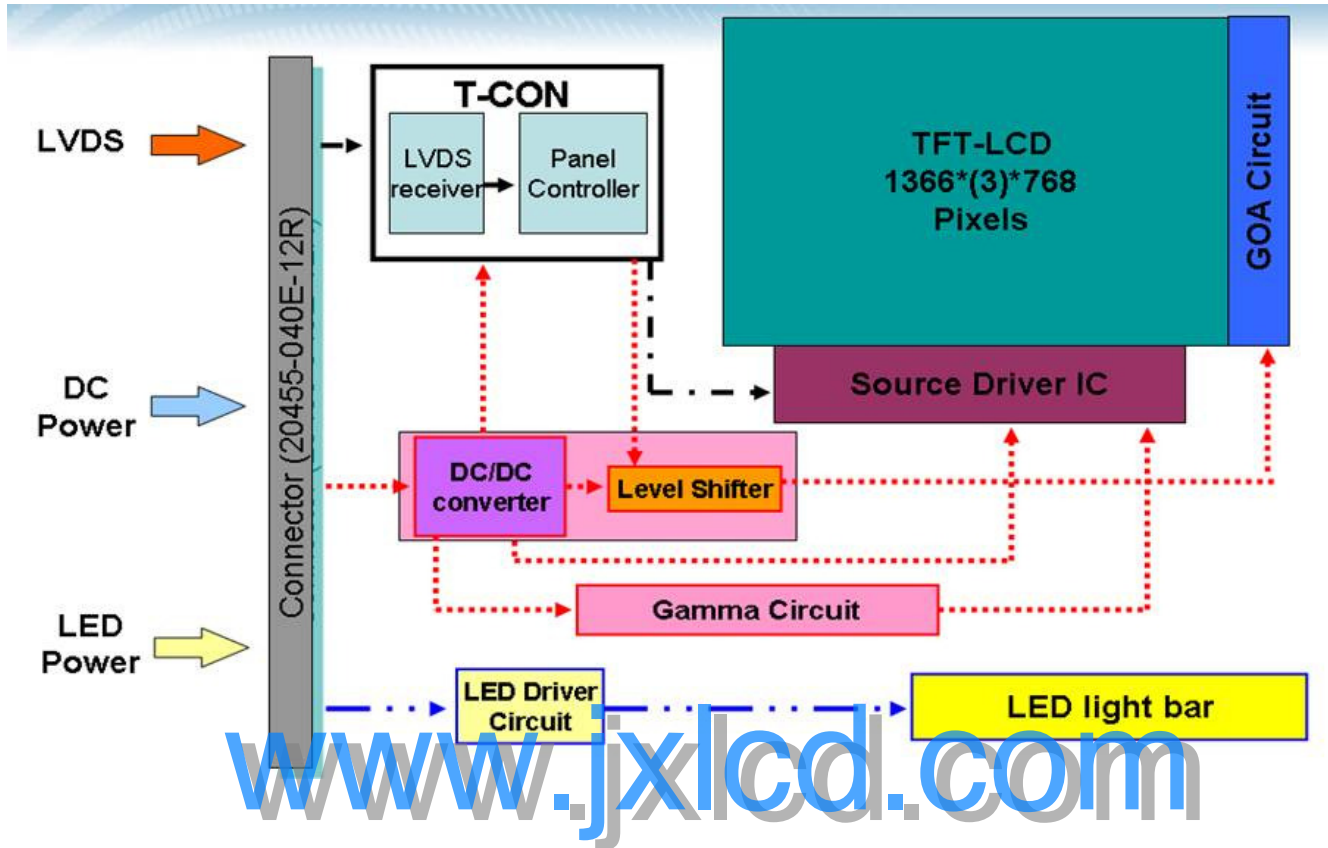 T-CON
LVDS
LVDS
receiver
Panel
Controller
TFT-LCD
1366*(3)*768
Pixels
GOA Circuit
Connector (20455-040E-12R)
DC
Power
Source Driver IC
DC/DC
converter
Level Shifter
Gamma Circuit
LED
Power
LED Driver
Circuit
LED light bar
www.jxlcd.com